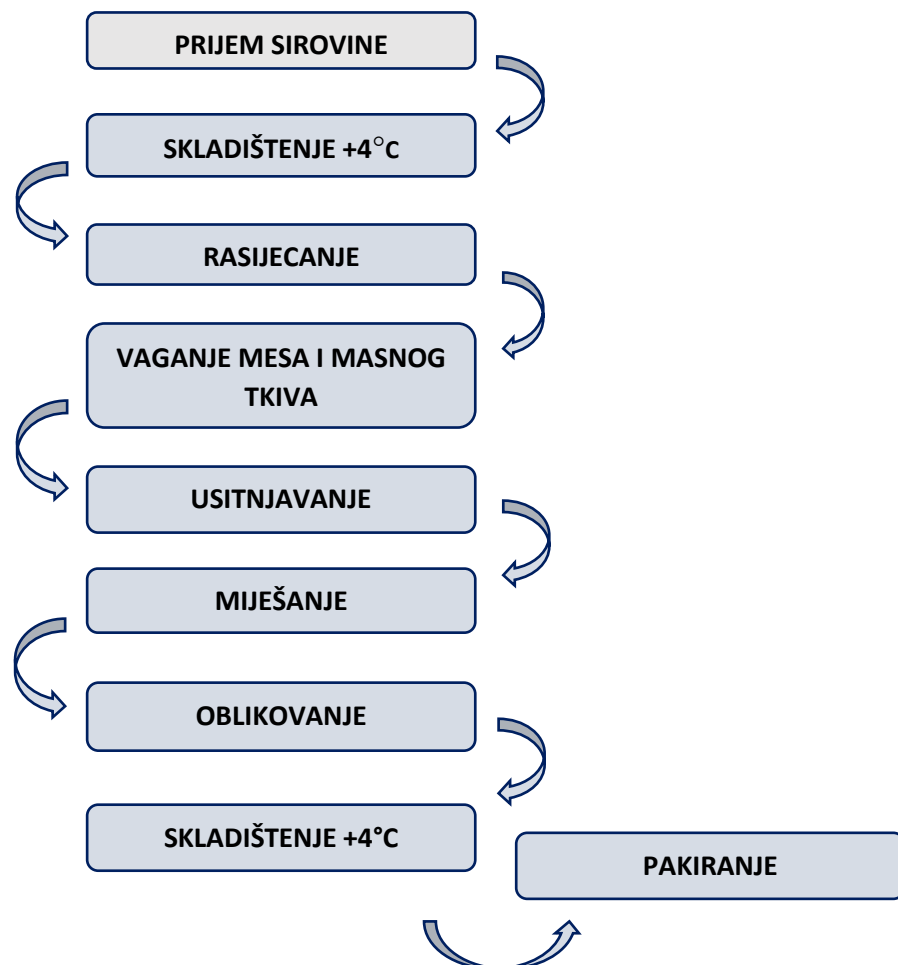 PRIJEM SIROVINE
SKLADIŠTENJE +4°C
RASIJECANJE
VAGANJE MESA I MASNOG
TKIVA
USITNJAVANJE
MIJEŠANJE
OBLIKOVANJE
SKLADIŠTENJE +4°C
PAKIRANJE